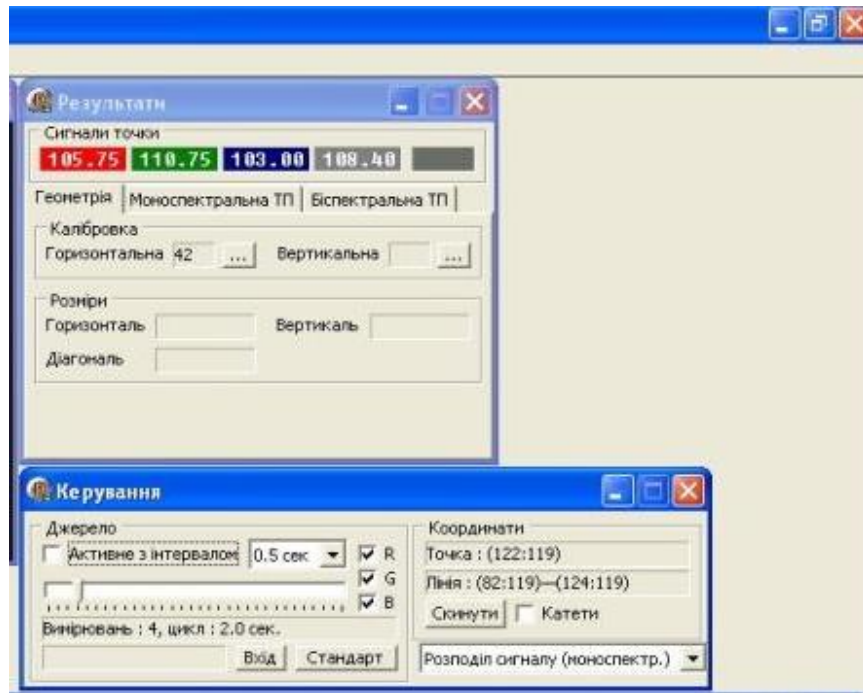 Результати
Сигнали точки
105.75 110.75 103.00 108.40
Геометрія Моноспектральна ТП Біспектральна ТП
Калібровка
Горизонтальна 42 ... Вертикальна ...
Розміри
Горизонталь Вертикаль
Діагональ
Керування
Джерело
Активне з інтервалом 0.5 сек R
G
B
Вимірювань : 4, цикл : 2.0 сек.
Вхід Стандарт
Координати
Точка : (122:119)
Лінія : (82:119)—(124:119)
Скинути Катети
Розподіл сигналу (моноспектр.)